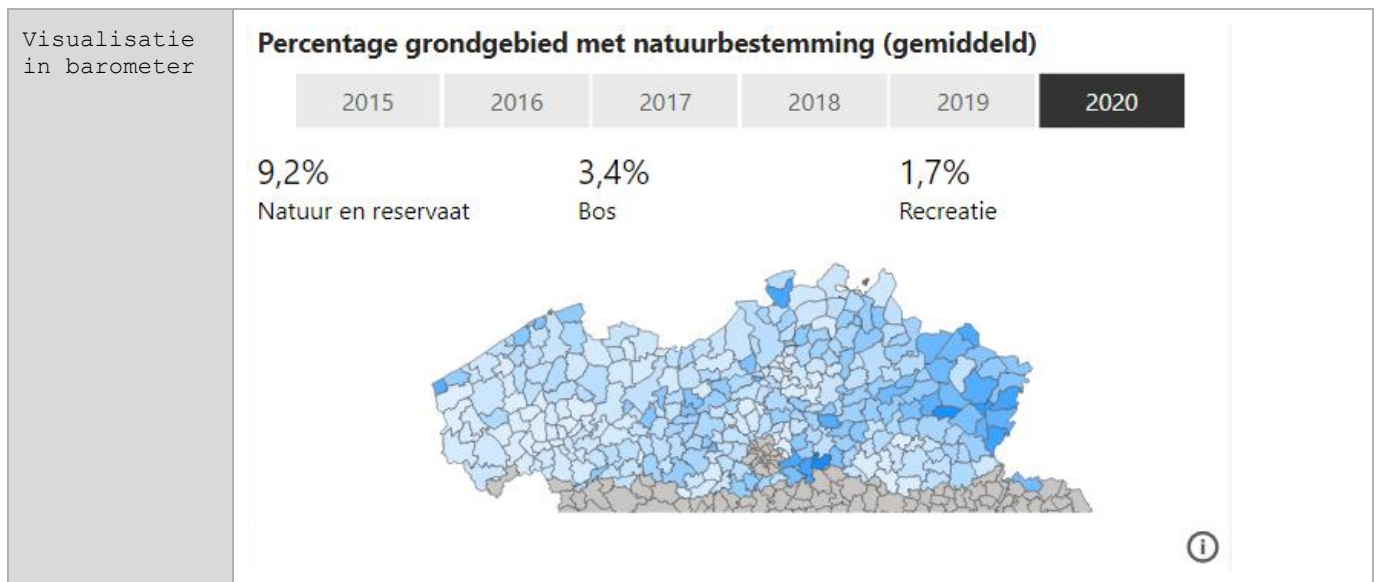 Visualisatie
in barometer
Percentage grondgebied met natuurbestemming (gemiddeld)
2015 2016 2017 2018 2019 2020
9,2% 3,4% 1,7%
Natuur en reservaat Bos Recreatie